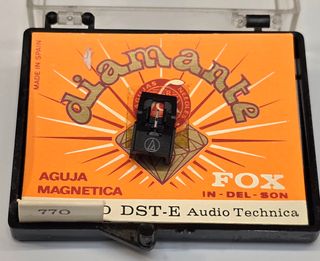 MADE IN SPAIN
diamante
AGUJA
MAGNETICA
FOX
IN-DEL-SON
770
DST-E Audio Technica